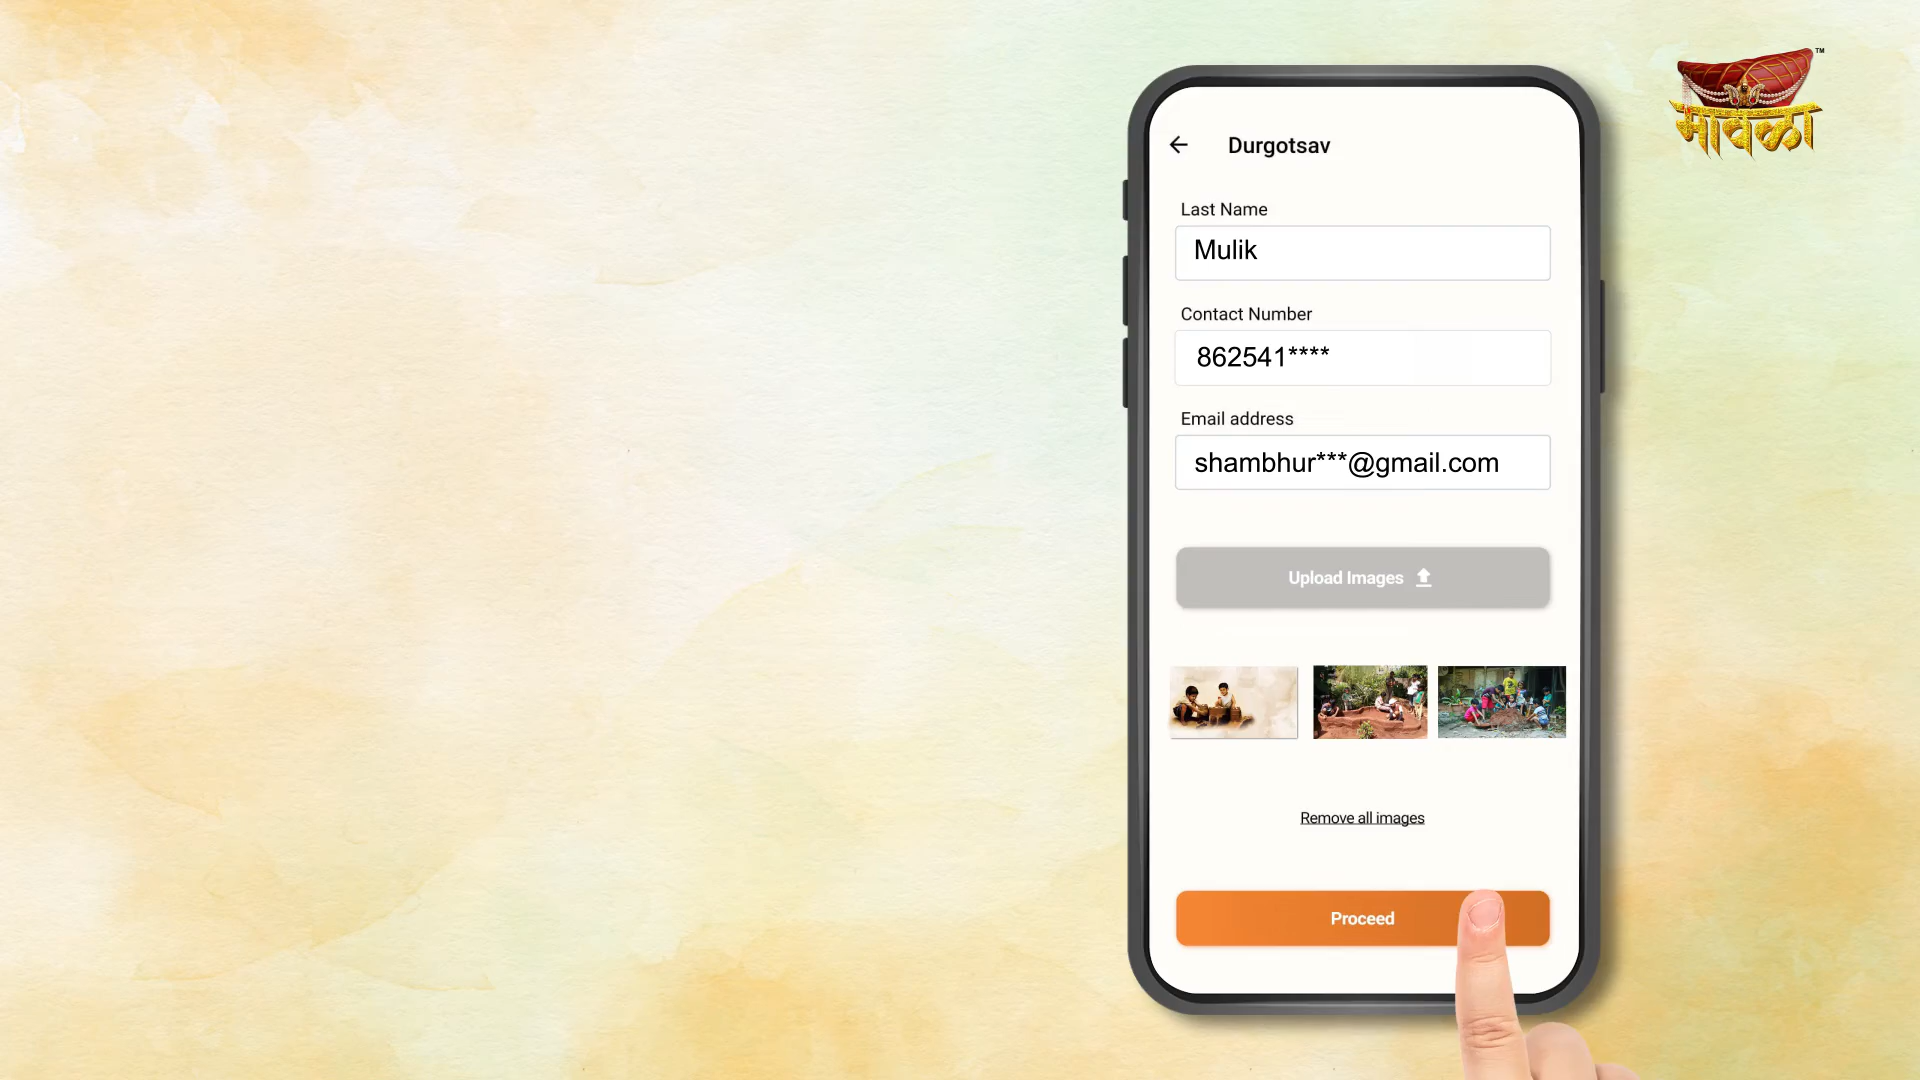 मावळा
TM
Durgotsav
Last Name
Mulik
Contact Number
862541****
Email address
shambhur***@gmail.com
Upload Images
Remove all images
Proceed